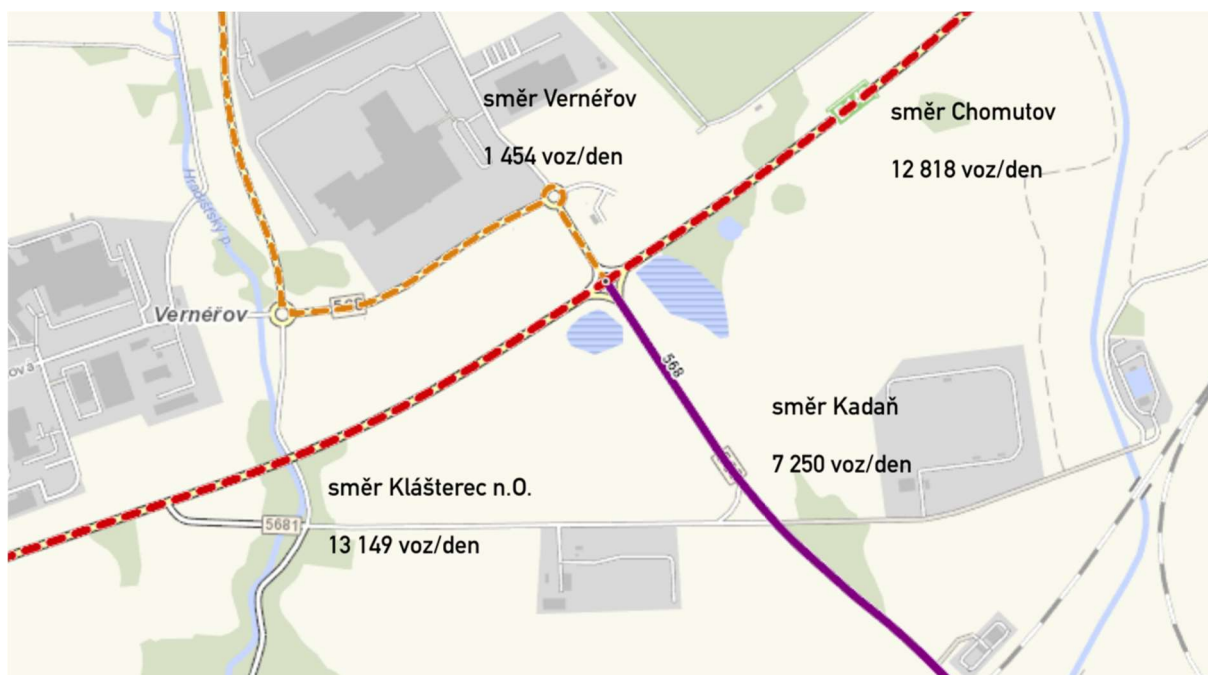 směr Vernéřov
1 454 voz/den
směr Chomutov
12 818 voz/den
Hradišťský p.
Vernéřov
568
směr Kadaň
7 250 voz/den
směr Klášterec n.O.
13 149 voz/den
5681